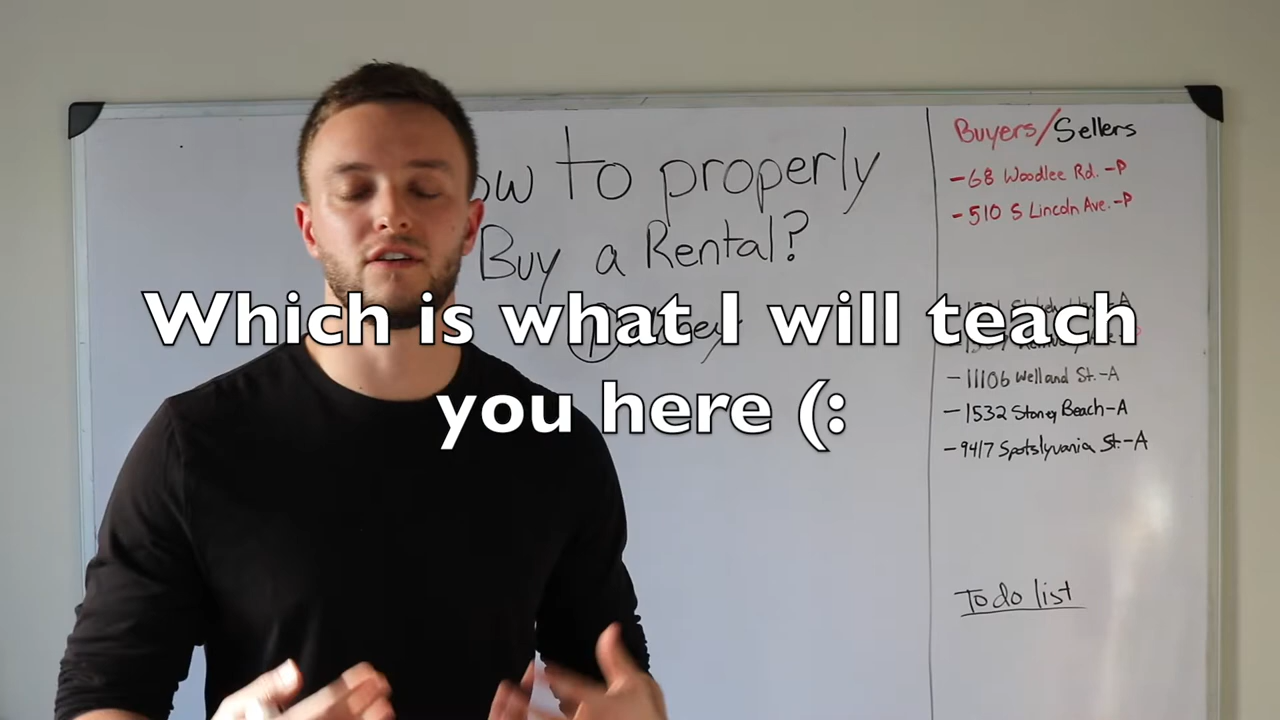 ow to properly
Buy a Rental?
Which is what I will teach
you here (:
Buyers/Sellers
-68 Woodlee Rd. -P
-510 S Lincoln Ave.-P
-11106 Welland St.-A
-1532 Stoney Beach-A
-9417 Spotslyvania St.-A
To do list